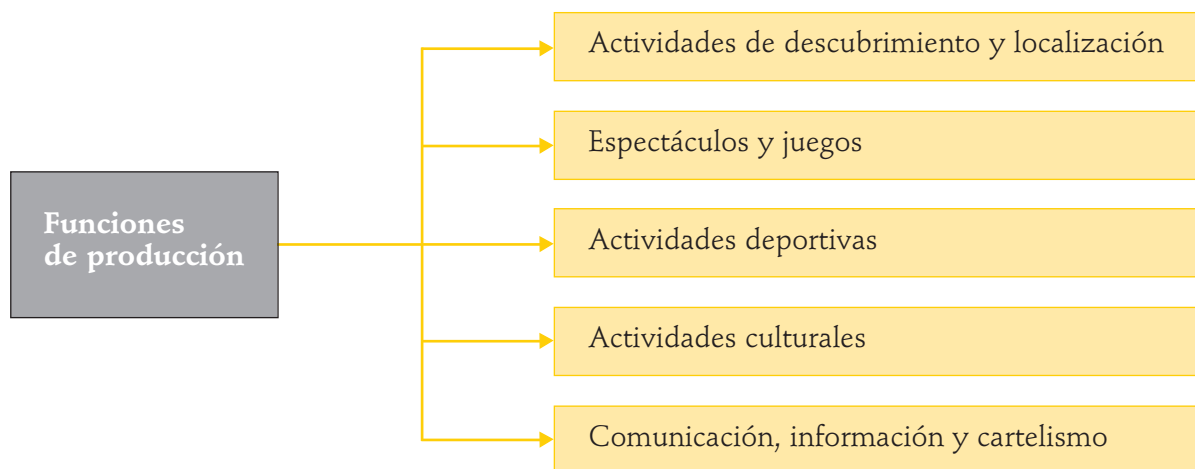 Funciones
de producción
Actividades de descubrimiento y localización
Espectáculos y juegos
Actividades deportivas
Actividades culturales
Comunicación, información y cartelismo